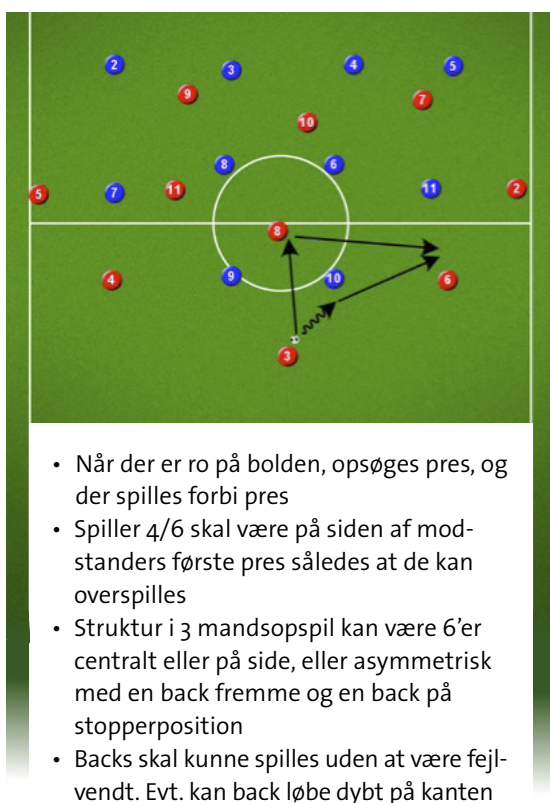 2
3
4
5
9
7
10
8
6
5
7
11
11
2
8
4
9
10
6
3
• Når der er ro på bolden, opsøges pres, og
der spilles forbi pres
• Spiller 4/6 skal være på siden af mod-
standers første pres således at de kan
overspilles
• Struktur i 3 mandsopspil kan være 6’er
centralt eller på side, eller asymmetrisk
med en back fremme og en back på
stopperposition
• Backs skal kunne spilles uden at være fejl-
vendt. Evt. kan back løbe dybt på kanten